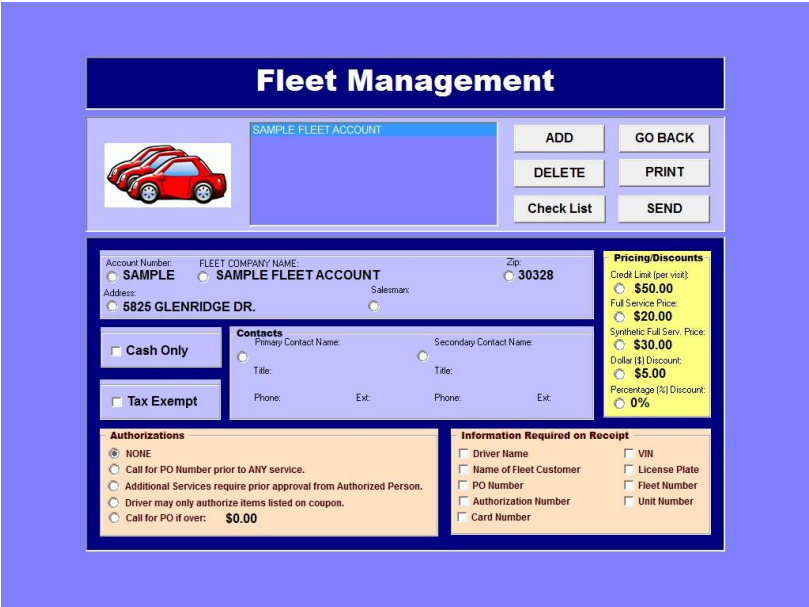 Fleet Management
SAMPLE FLEET ACCOUNT
ADD
GO BACK
DELETE
PRINT
Check List
SEND
Account Number:
FLEET COMPANY NAME:
Zip:
SAMPLE
SAMPLE FLEET ACCOUNT
30328
Address:
Salesman:
5825 GLENRIDGE DR.
Pricing/Discounts
Credit Limit (per visit):
$50.00
Full Service Price:
$20.00
Synthetic Full Serv. Price:
$30.00
Dollar ($) Discount:
$5.00
Percentage (%) Discount:
0%
Cash Only
Tax Exempt
Contacts
Primary Contact Name:
Secondary Contact Name:
Title:
Title:
Phone:
Ext:
Phone:
Ext:
Authorizations
NONE
Call for PO Number prior to ANY service.
Additional Services require prior approval from Authorized Person.
Driver may only authorize items listed on coupon.
Call for PO if over: $0.00
Information Required on Receipt
Driver Name
VIN
Name of Fleet Customer
License Plate
PO Number
Fleet Number
Authorization Number
Unit Number
Card Number